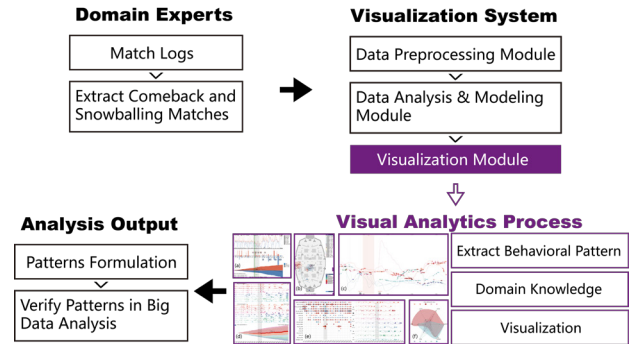 Domain Experts
Match Logs
Extract Comeback and
Snowballing Matches
Visualization System
Data Preprocessing Module
Data Analysis & Modeling
Module
Visualization Module
Visual Analytics Process
(a)
(b)
(c)
(d)
(e)
(f)
Extract Behavioral Pattern
Domain Knowledge
Visualization
Analysis Output
Patterns Formulation
Verify Patterns in Big
Data Analysis